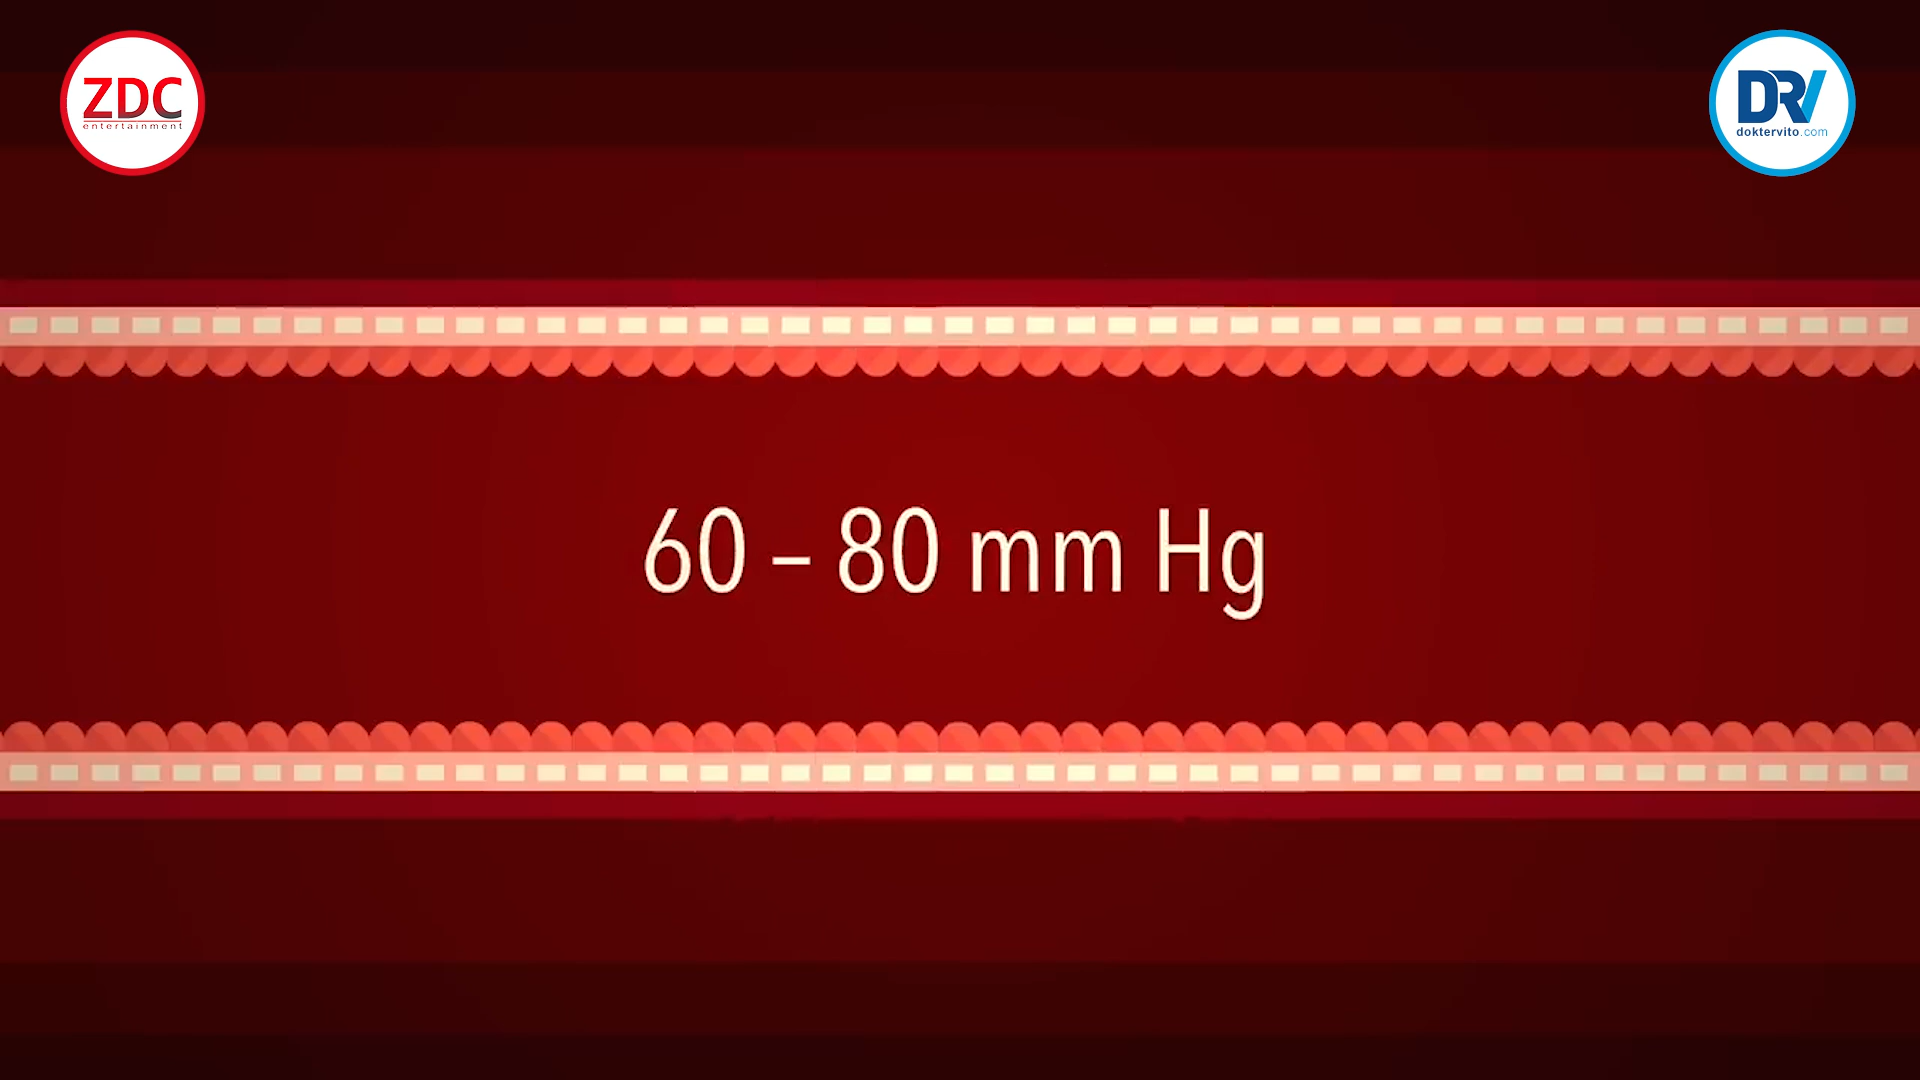 ZDC
entertainment
DRV
doktervito.com
60 – 80 mm Hg